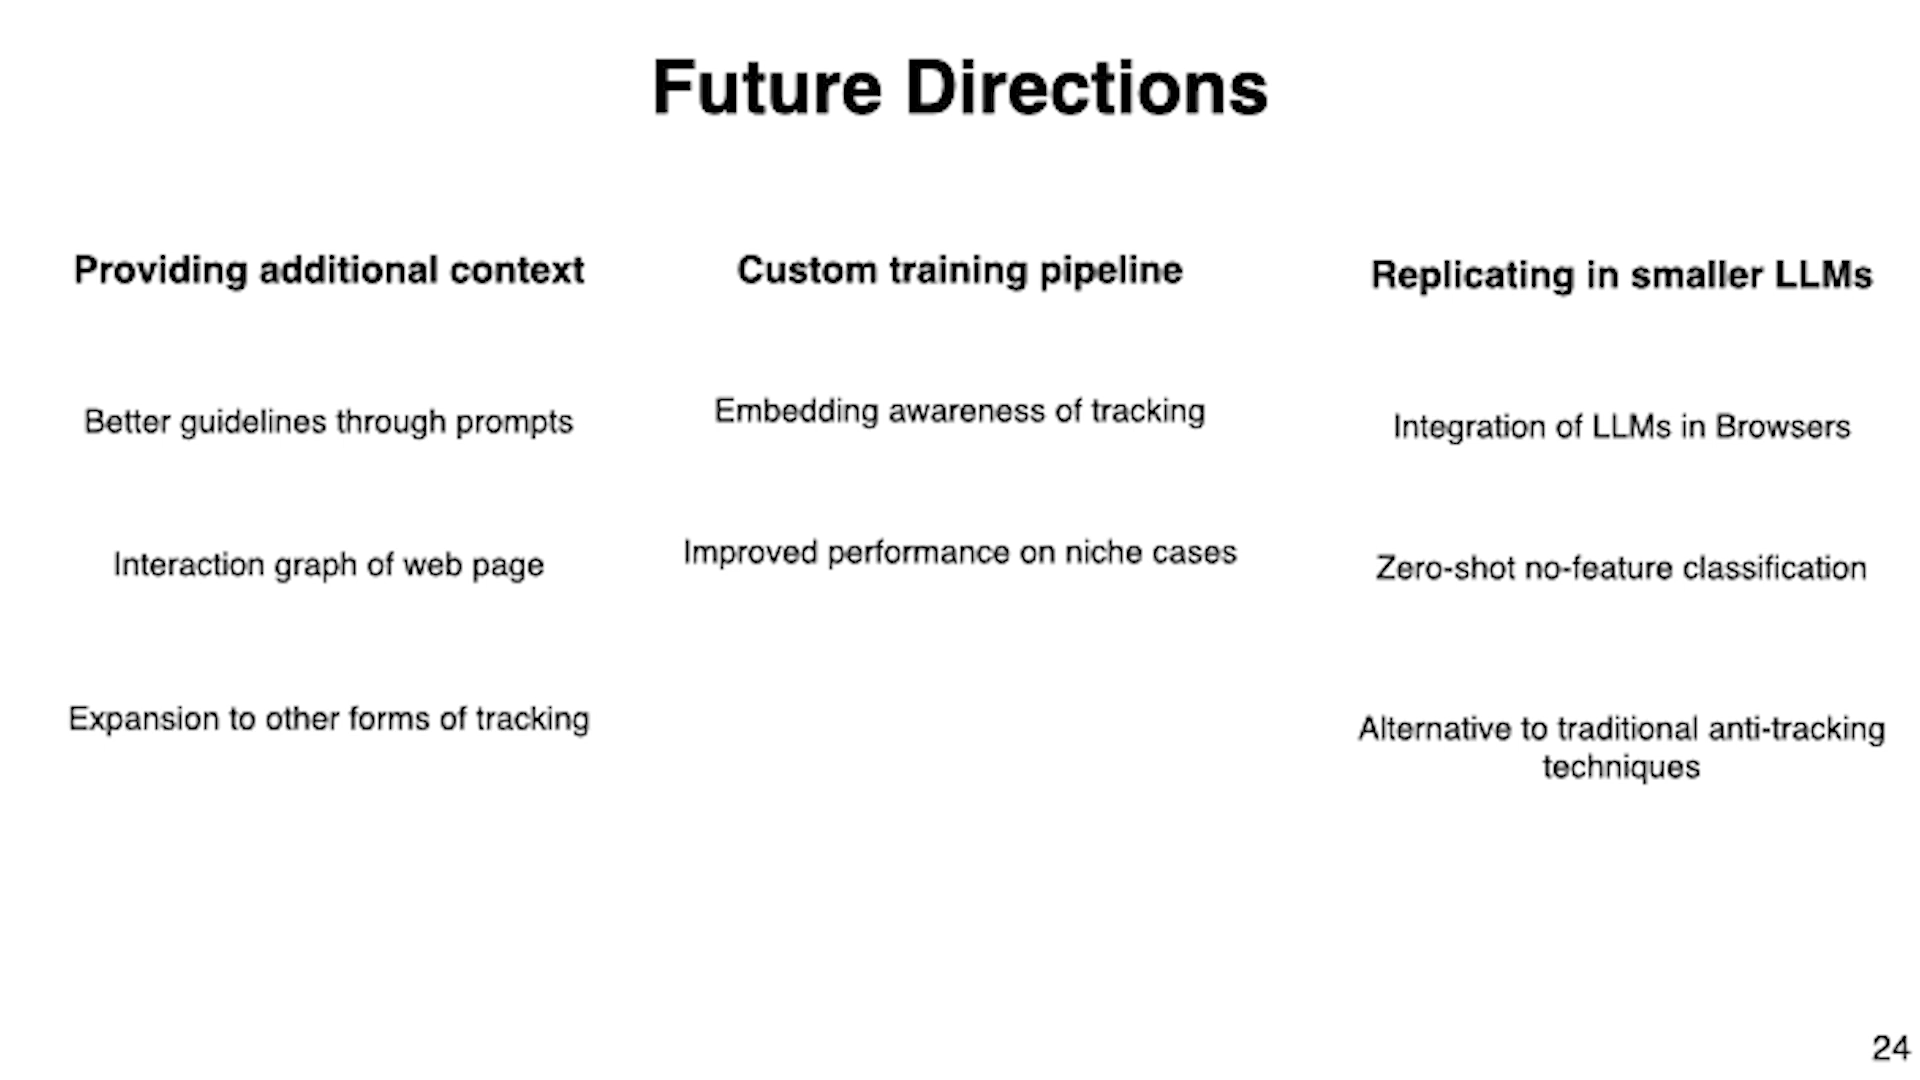 Future Directions
Providing additional context
Better guidelines through prompts
Interaction graph of web page
Expansion to other forms of tracking
Custom training pipeline
Embedding awareness of tracking
Improved performance on niche cases
Replicating in smaller LLMs
Integration of LLMs in Browsers
Zero-shot no-feature classification
Alternative to traditional anti-tracking
techniques
24